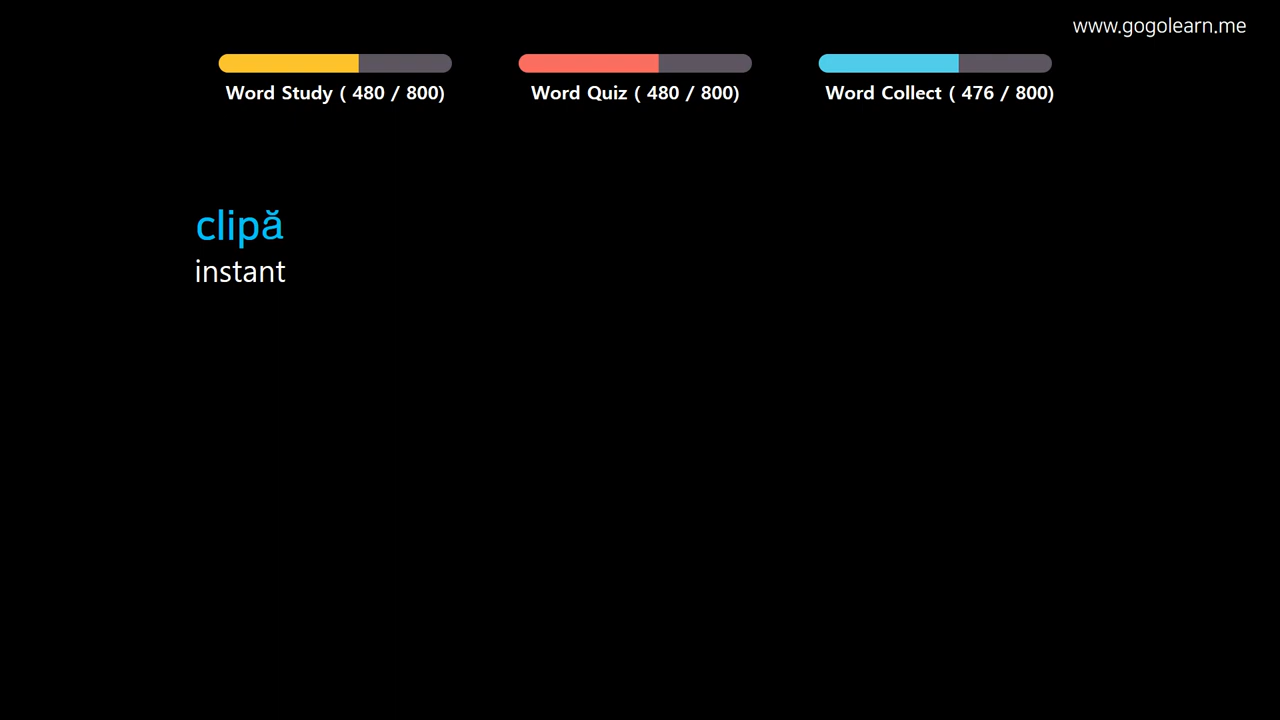 www.gogolearn.me
Word Study ( 480 / 800)
Word Quiz ( 480 / 800)
Word Collect ( 476 / 800)
clipă
instant